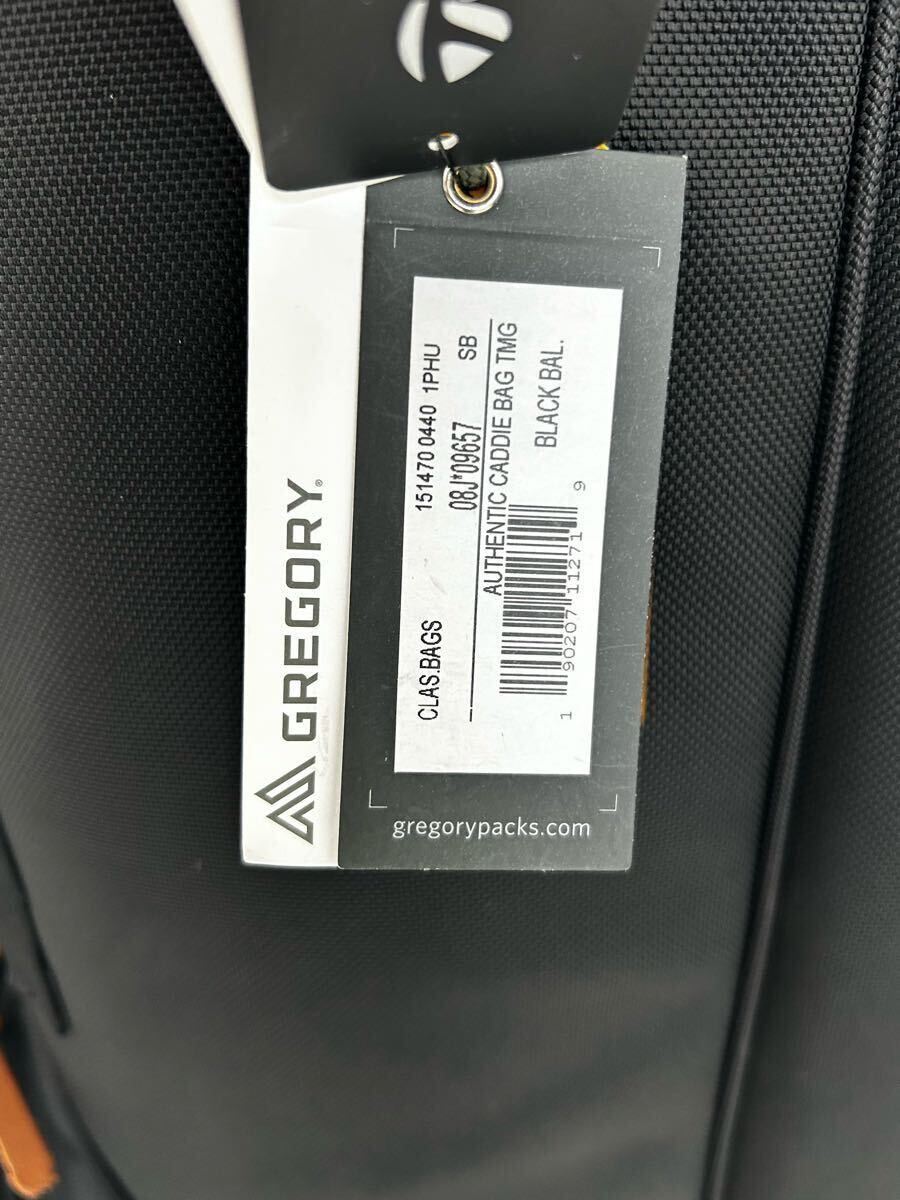 GREGORY®
CLAS.BAGS 151470 0440 1PHU
08J*09657 SB
AUTHENTIC CADDIE BAG TMG
BLACK BAL.
1 90207 11271 9
gregorypacks.com